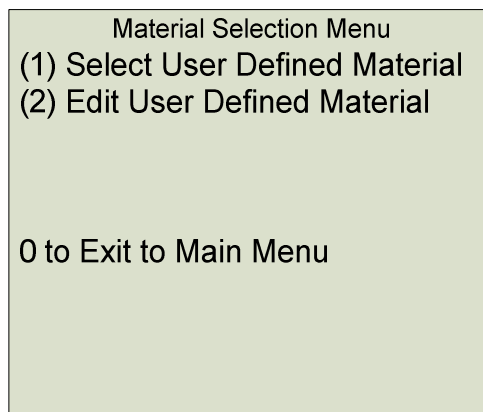 Material Selection Menu
(1) Select User Defined Material
(2) Edit User Defined Material
0 to Exit to Main Menu